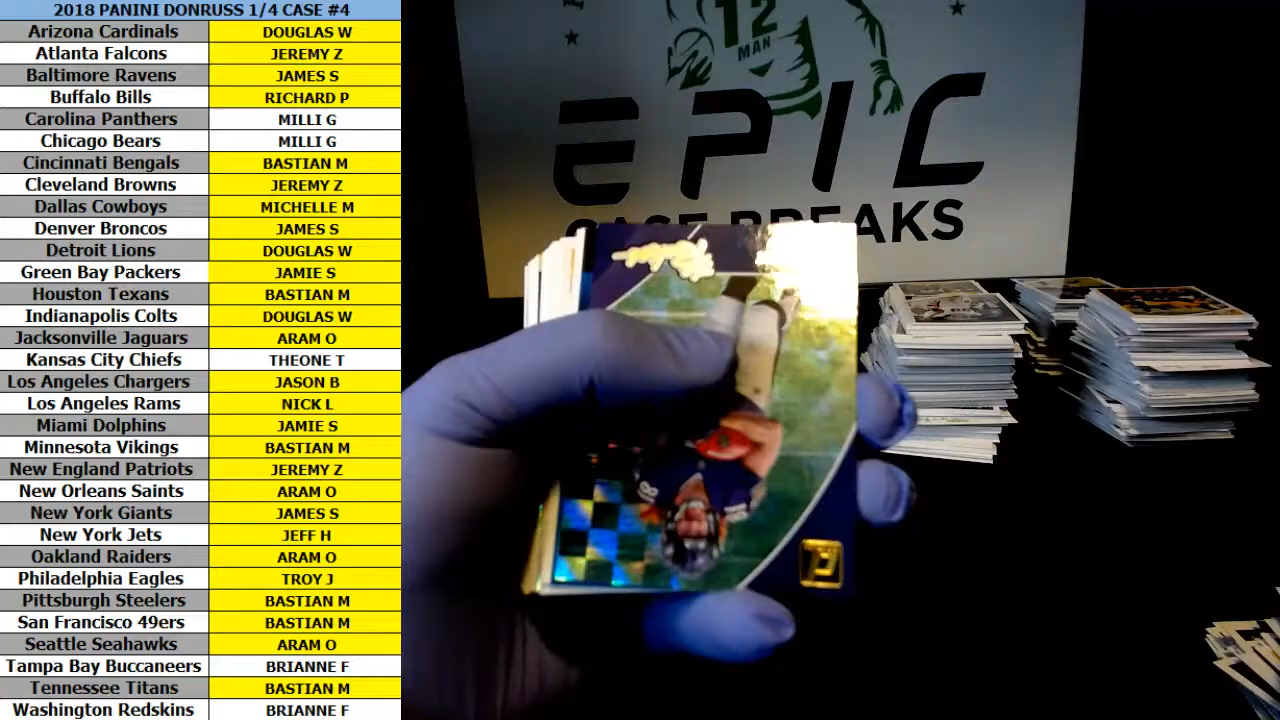 2018 PANINI DONRUSS 1/4 CASE #4
Arizona Cardinals DOUGLAS W
Atlanta Falcons JEREMY Z
Baltimore Ravens JAMES S
Buffalo Bills RICHARD P
Carolina Panthers MILLI G
Chicago Bears MILLI G
Cincinnati Bengals BASTIAN M
Cleveland Browns JEREMY Z
Dallas Cowboys MICHELLE M
Denver Broncos JAMES S
Detroit Lions DOUGLAS W
Green Bay Packers JAMIE S
Houston Texans BASTIAN M
Indianapolis Colts DOUGLAS W
Jacksonville Jaguars ARAM O
Kansas City Chiefs THEONE T
Los Angeles Chargers JASON B
Los Angeles Rams NICK L
Miami Dolphins JAMIE S
Minnesota Vikings BASTIAN M
New England Patriots JEREMY Z
New Orleans Saints ARAM O
New York Giants JAMES S
New York Jets JEFF H
Oakland Raiders ARAM O
Philadelphia Eagles TROY J
Pittsburgh Steelers BASTIAN M
San Francisco 49ers BASTIAN M
Seattle Seahawks ARAM O
Tampa Bay Buccaneers BRIANNE F
Tennessee Titans BASTIAN M
Washington Redskins BRIANNE F
12
MAN
EPIC
CASE BREAKS
18
P